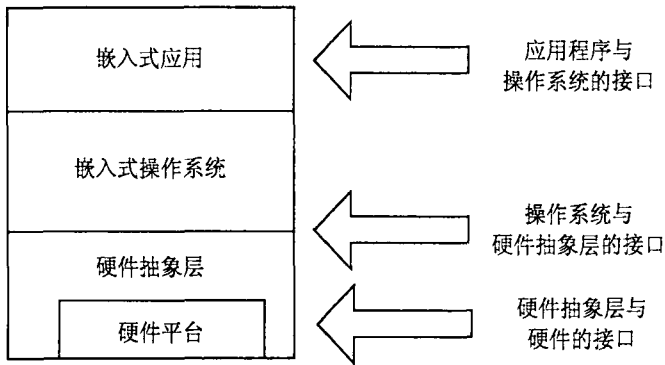 嵌入式应用
应用程序与
操作系统的接口
嵌入式操作系统
操作系统与
硬件抽象层的接口
硬件抽象层
硬件平台
硬件抽象层与
硬件的接口